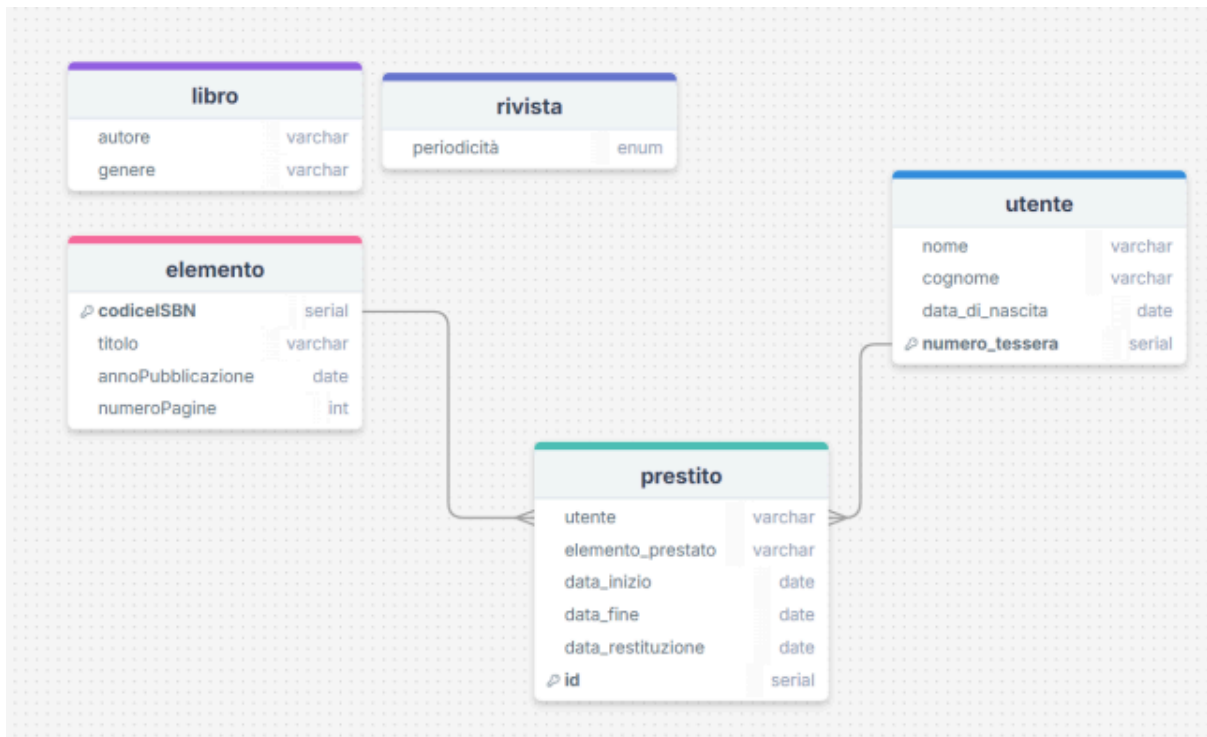 libro
autore varchar
genere varchar
rivista
periodicità enum
utente
nome varchar
cognome varchar
data_di_nascita date
numero_tessera serial
elemento
codiceISBN serial
titolo varchar
annoPubblicazione date
numeroPagine int
prestito
utente varchar
elemento_prestato varchar
data_inizio date
data_fine date
data_restituzione date
id serial